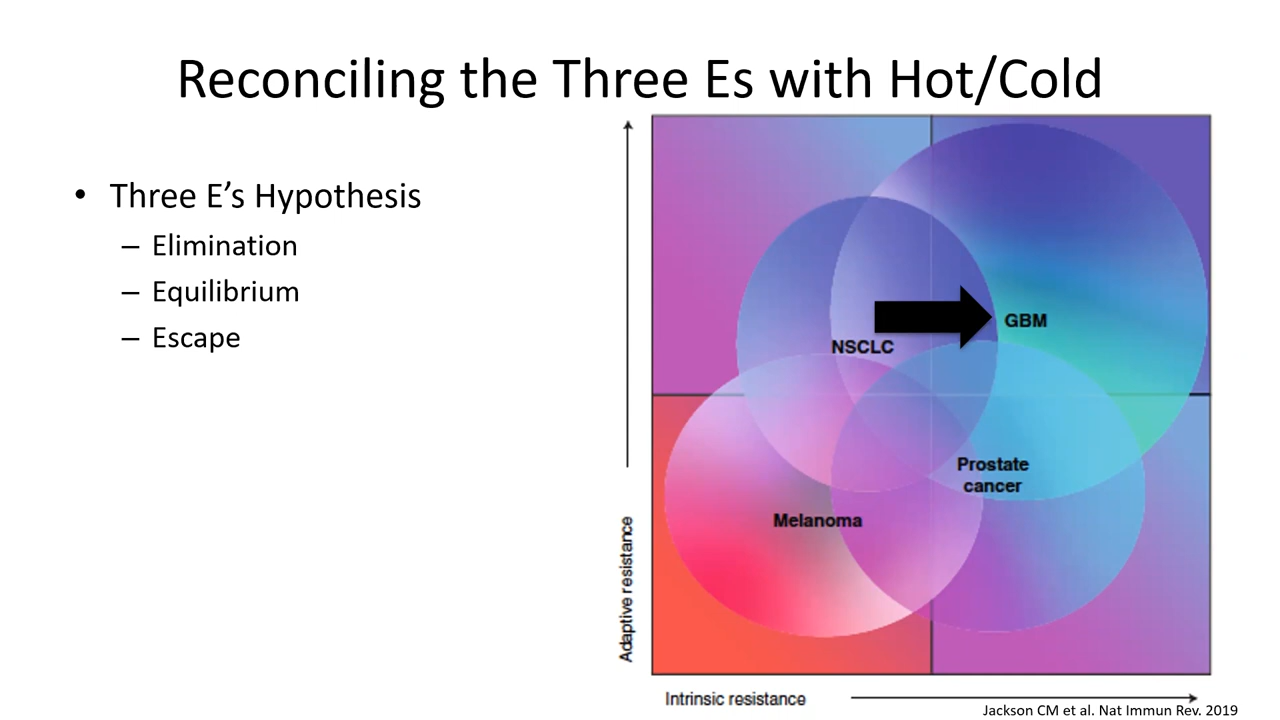 Reconciling the Three Es with Hot/Cold
• Three E’s Hypothesis
– Elimination
– Equilibrium
– Escape
Adaptive resistance
NSCLC
GBM
Prostate
cancer
Melanoma
Intrinsic resistance
Jackson CM et al. Nat Immun Rev. 2019